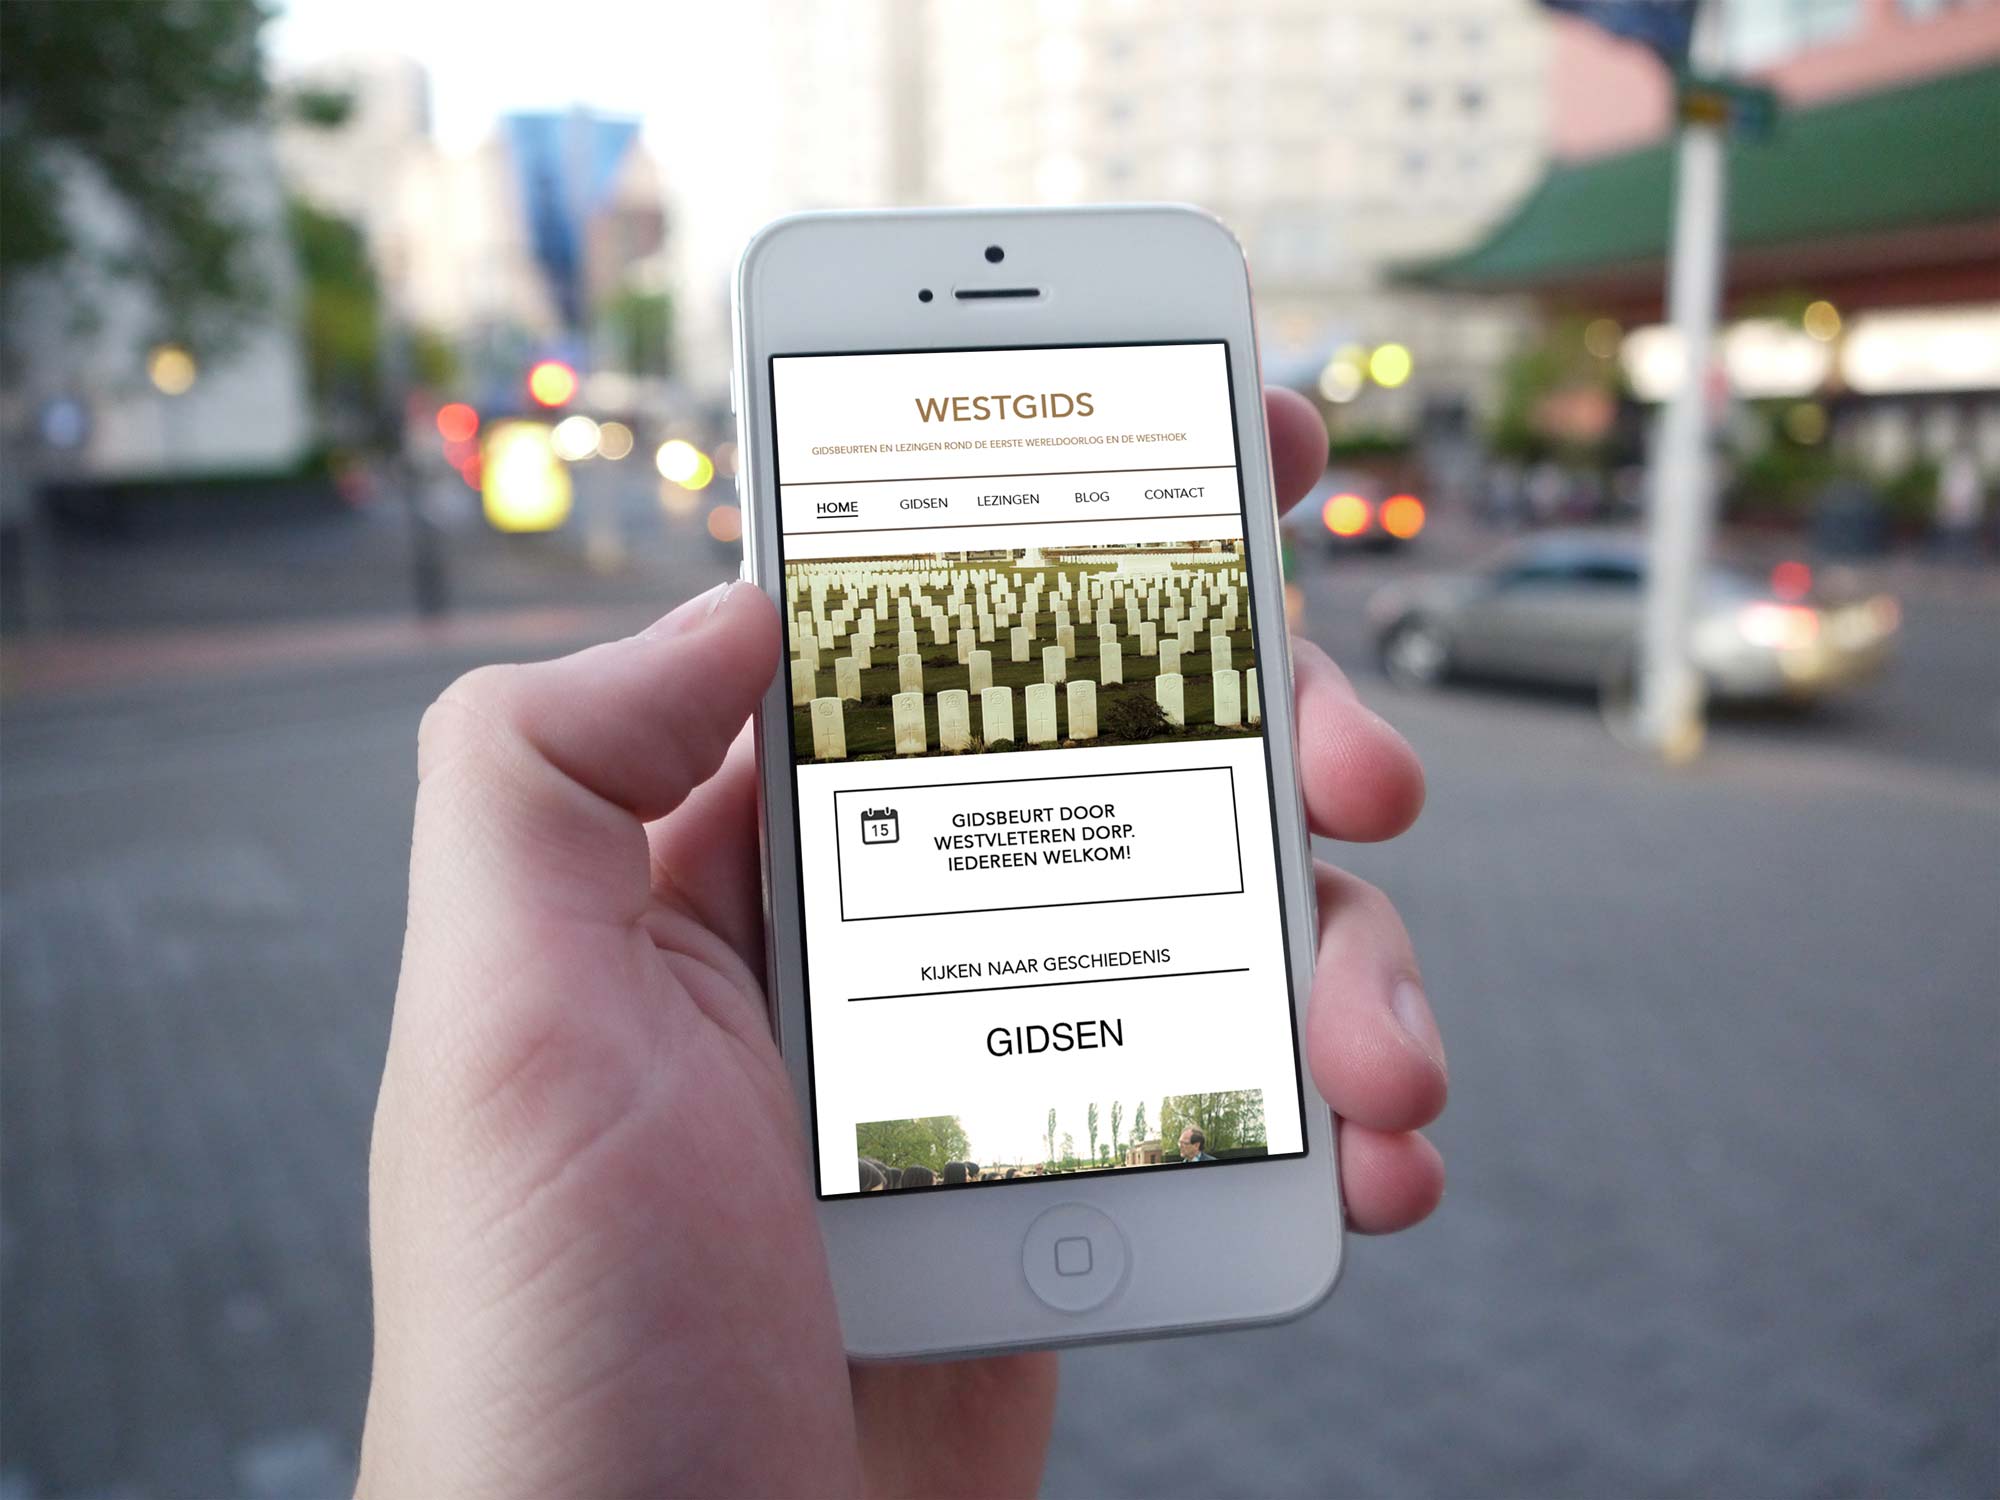 WESTGIDS
GIDSBEURTEN EN LEZINGEN ROND DE EERSTE WERELDOORLOG EN DE WESTHOEK
HOME GIDSEN LEZINGEN BLOG CONTACT
15
GIDSBEURT DOOR
WESTVLETEREN DORP.
IEDEREEN WELKOM!
KIJKEN NAAR GESCHIEDENIS
GIDSEN